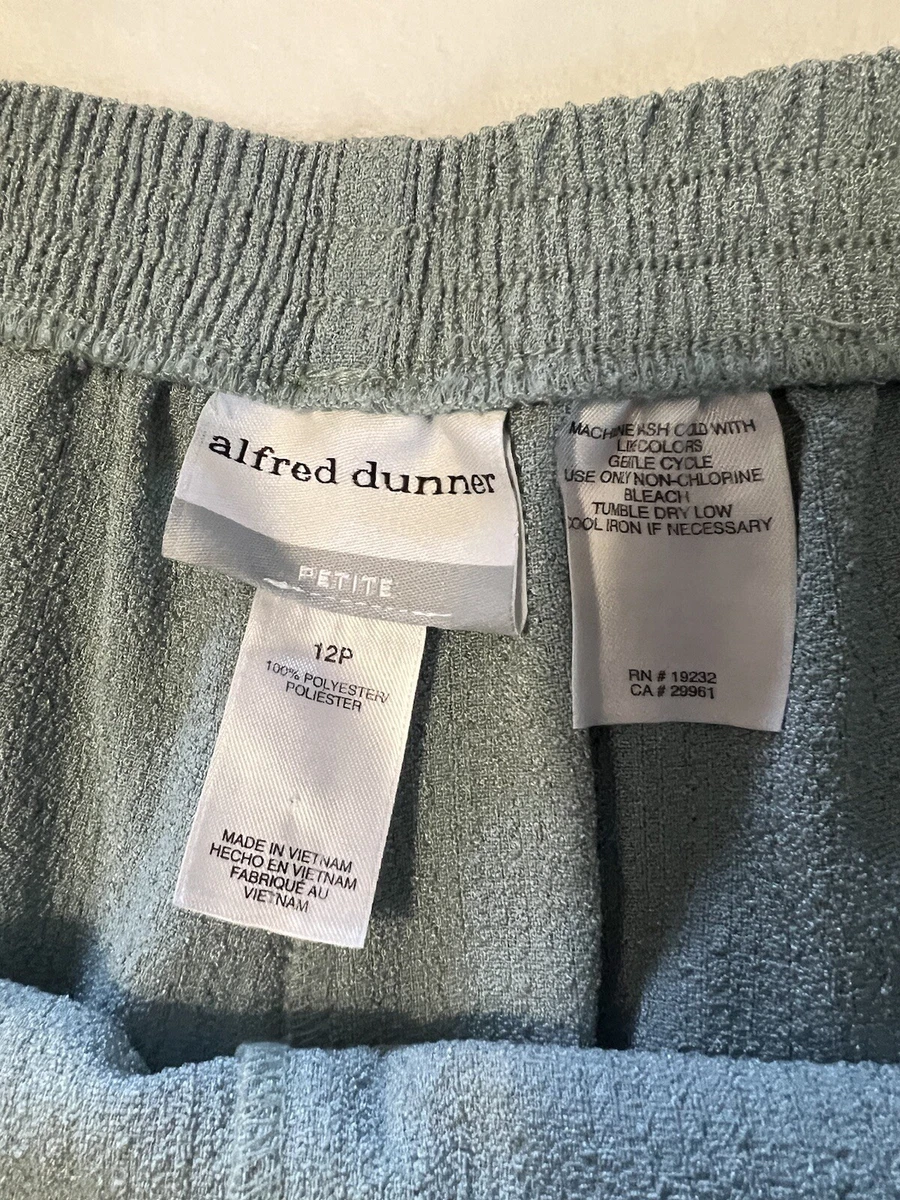 alfred dunner
PETITE
12P
100% POLYESTER/
POLIESTER
MADE IN VIETNAM
HECHO EN VIETNAM
FABRIQUÉ AU
VIETNAM
MACHINE WASH COLD WITH
LIKE COLORS
GENTLE CYCLE
USE ONLY NON-CHLORINE
BLEACH
TUMBLE DRY LOW
COOL IRON IF NECESSARY
RN # 19232
CA # 29961